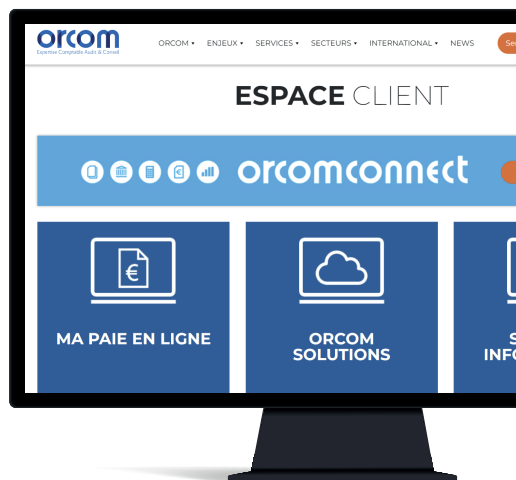 orcom
Expertise Comptable Audit & Conseil
ORCOM ENJEUX SERVICES SECTEURS INTERNATIONAL NEWS
ESPACE CLIENT
orcomconnect
€
MA PAIE EN LIGNE
ORCOM
SOLUTIONS